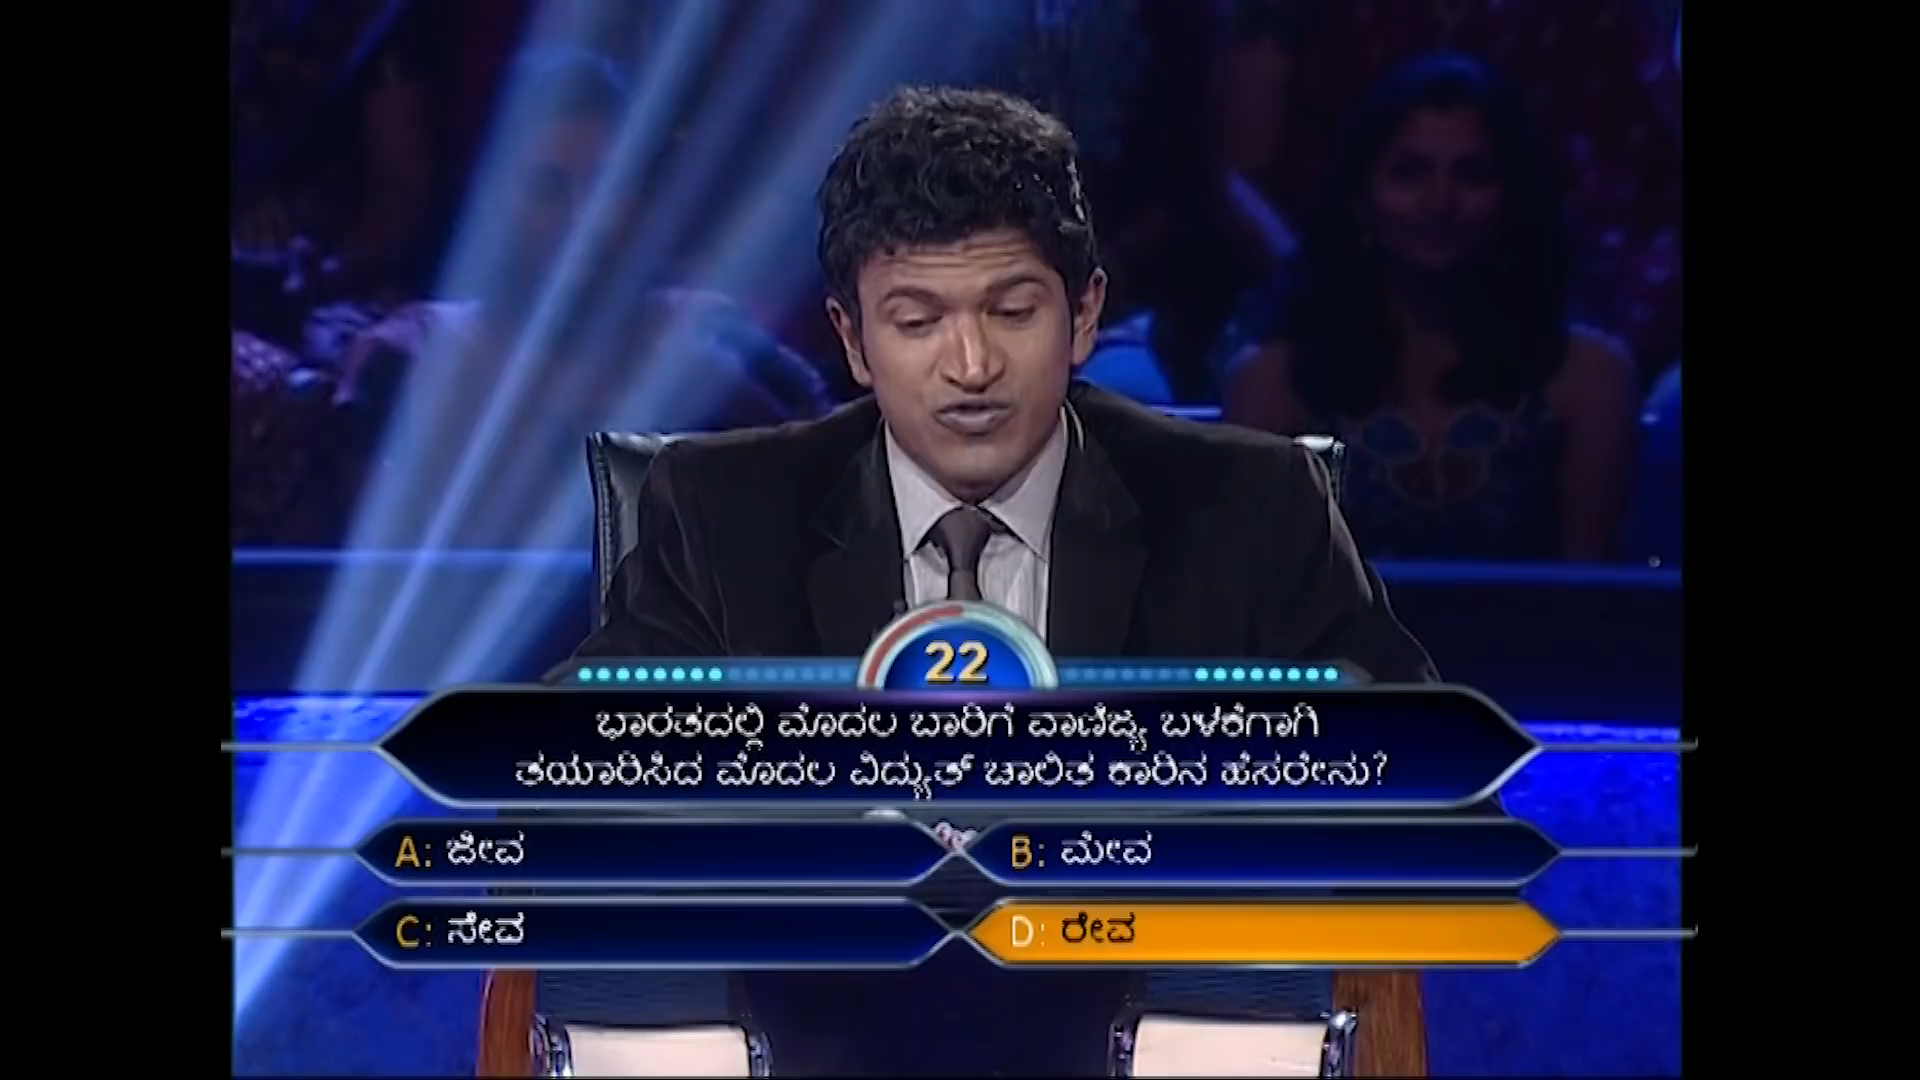 22
ಭಾರತದಲ್ಲಿ ಮೊದಲ ಬಾರಿಗೆ ವಾಣಿಜ್ಯ ಬಳಕೆಗಾಗಿ
ತಯಾರಿಸಿದ ಮೊದಲ ವಿದ್ಯುತ್ ಚಾಲಿತ ಕಾರಿನ ಹೆಸರೇನು?
A: ಜೀವ
B: ಮೇವ
C: ಸೇವ
D: ರೇವ